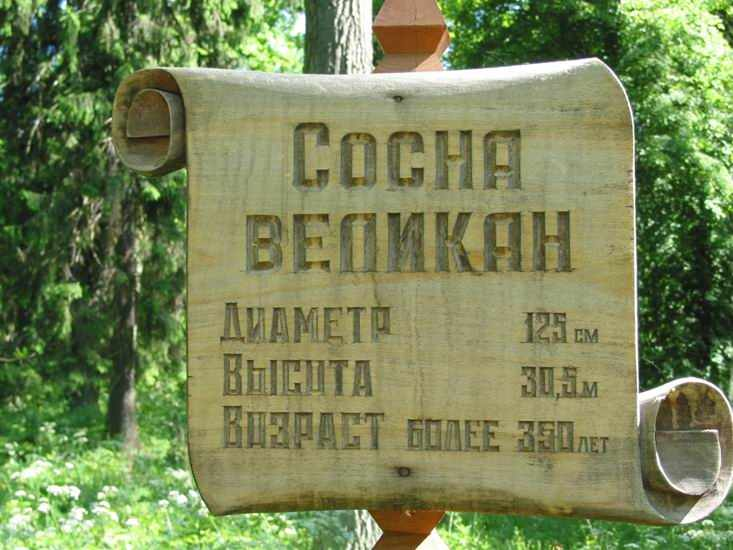 Сосна
ВЕЛИКАН
Диаметр 125 см
Высота 30,5 м
Возраст более 350 лет